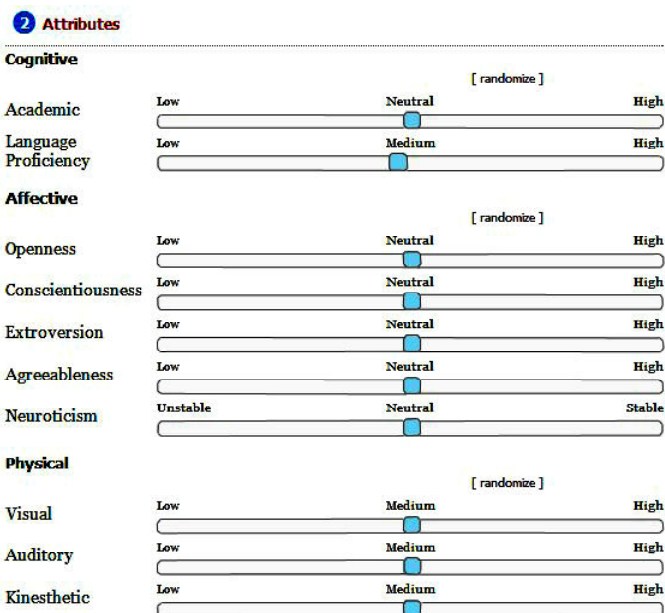 2 Attributes
Cognitive
[ randomize ]
Academic
Low Neutral High
Language
Proficiency
Low Medium High
Affective
[ randomize ]
Openness
Low Neutral High
Conscientiousness
Low Neutral High
Extroversion
Low Neutral High
Agreeableness
Low Neutral High
Neuroticism
Unstable Neutral Stable
Physical
[ randomize ]
Visual
Low Medium High
Auditory
Low Medium High
Kinesthetic
Low Medium High